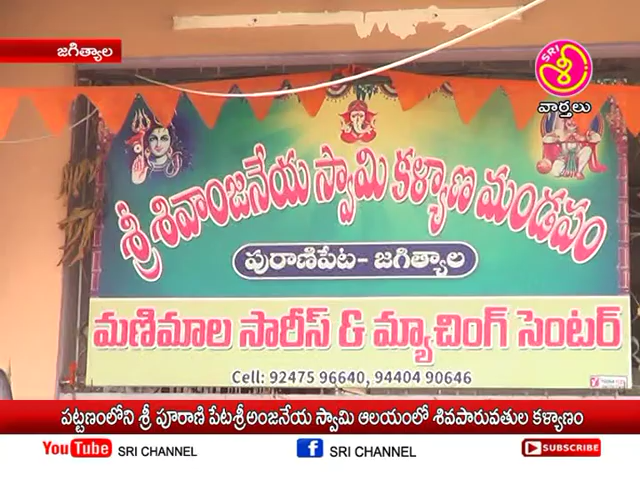 జగిత్యాల
SRI
శ్రీ
వార్తలు
శ్రీ శివాంజనేయ స్వామి కళ్యాణ మండపం
పురాణిపేట - జగిత్యాల
మణిమాల సారీస్ & మ్యాచింగ్ సెంటర్
Cell: 92475 96640, 94404 90646
పట్టణంలోని శ్రీ పూరాణి పేటశ్రీఅంజనేయ స్వామి ఆలయంలో శివపారువతుల కళ్యాణం
YouTube SRI CHANNEL f SRI CHANNEL SUBSCRIBE